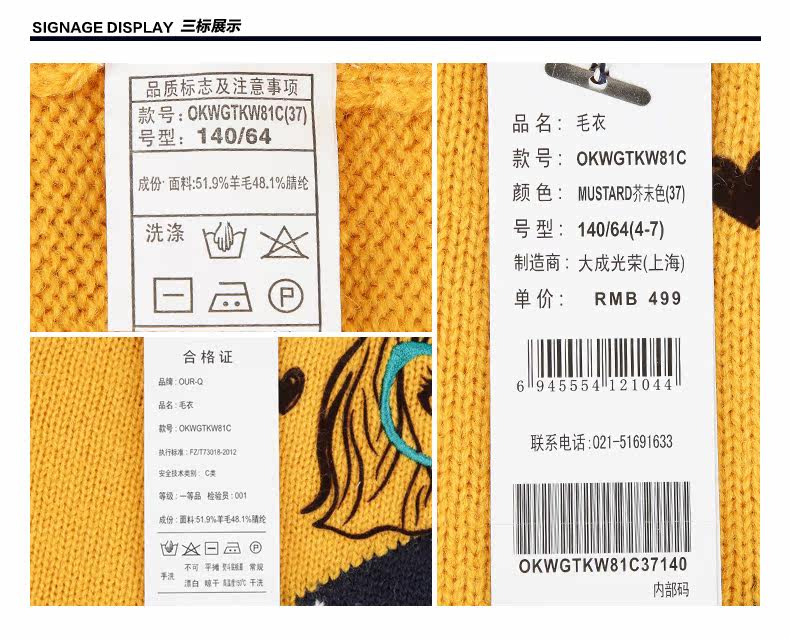 SIGNAGE DISPLAY 三标展示
品质标志及注意事项
款号: OKWGTKW81C(37)
号型: 140/64
成份: 面料:51.9%羊毛48.1%腈纶
洗涤
P
合格证
品牌: OUR-Q
品名: 毛衣
款号: OKWGTKW81C
执行标准: FZ/T73018-2012
安全技术类别: C类
等级: 一等品 检验员: 001
成份: 面料:51.9%羊毛48.1%腈纶
P
手洗 不可漂白 平摊晾干 常规干洗
品名: 毛衣
款号: OKWGTKW81C
颜色: MUSTARD芥末色(37)
号型: 140/64(4-7)
制造商: 大成光荣(上海)
单价: RMB 499
6 945554 121044
联系电话:021-51691633
OKWGTKW81C37140
内部码